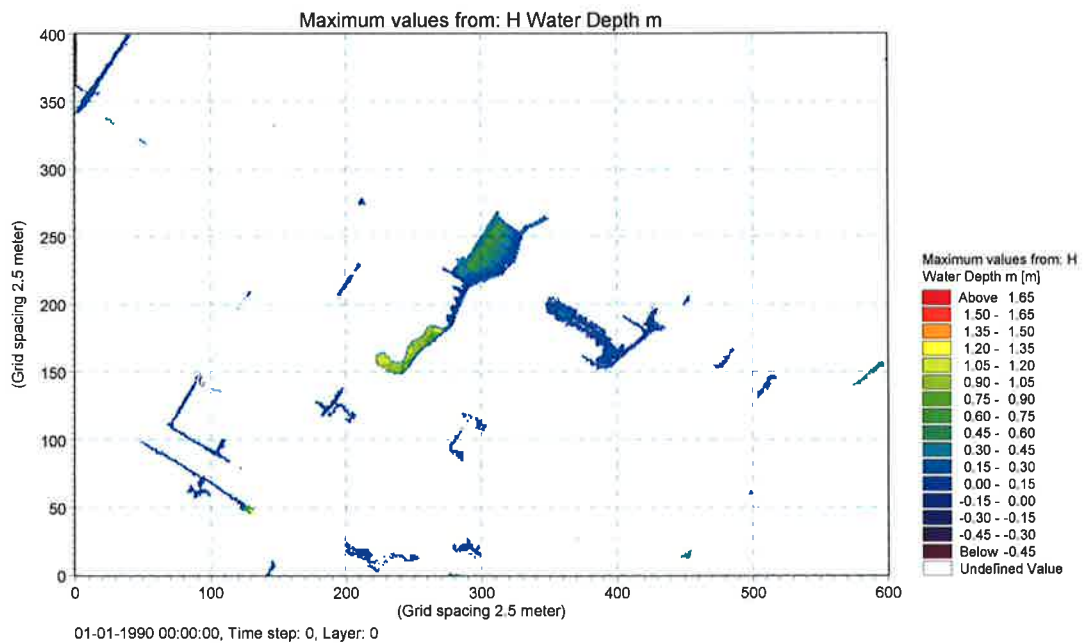 Maximum values from: H Water Depth m
400
350
300
250
200
150
100
50
0
(Grid spacing 2.5 meter)
0 100 200 300 400 500 600
(Grid spacing 2.5 meter)
01-01-1990 00:00:00, Time step: 0, Layer: 0
Maximum values from: H
Water Depth m [m]
Above 1.65
1.50 - 1.65
1.35 - 1.50
1.20 - 1.35
1.05 - 1.20
0.90 - 1.05
0.75 - 0.90
0.60 - 0.75
0.45 - 0.60
0.30 - 0.45
0.15 - 0.30
0.00 - 0.15
-0.15 - 0.00
-0.30 - -0.15
-0.45 - -0.30
Below -0.45
Undefined Value